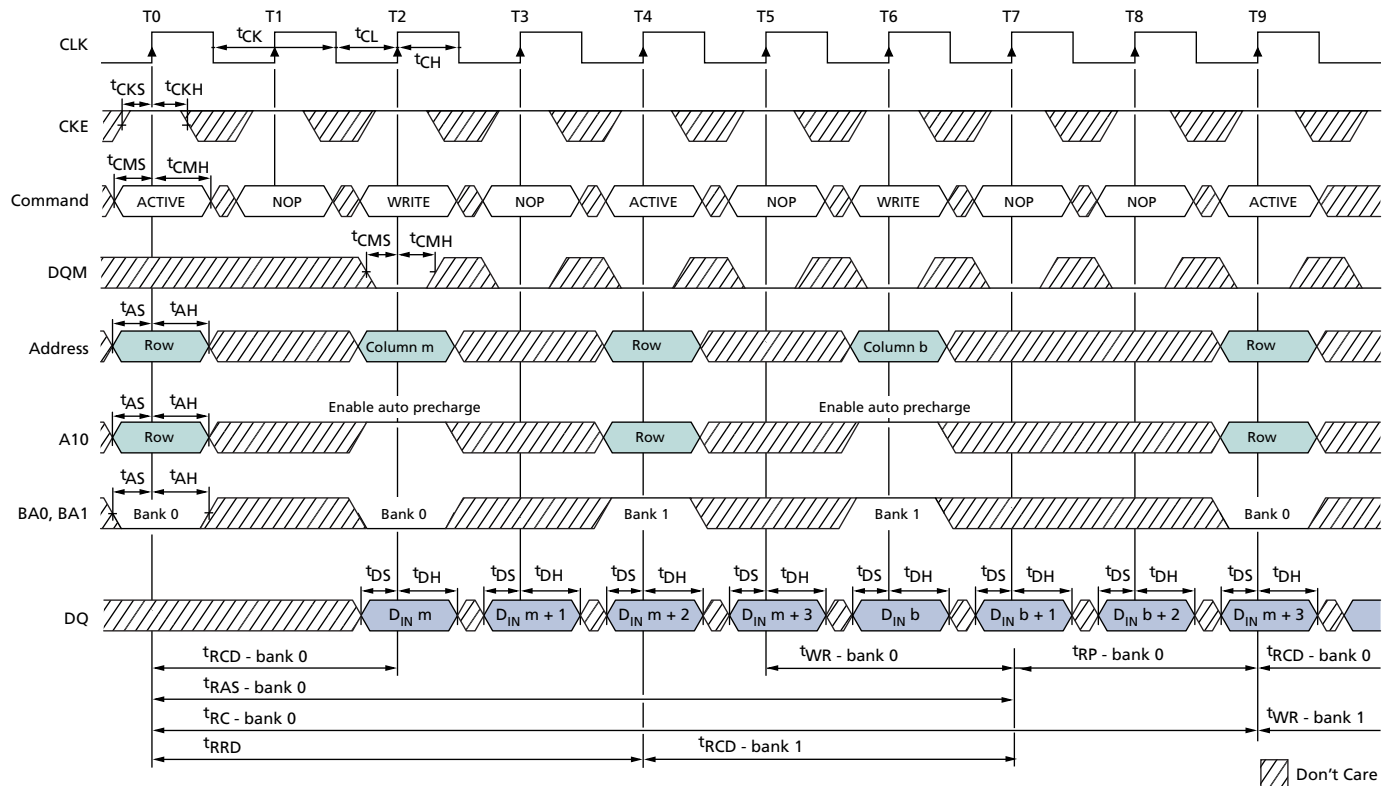 T0 T1 T2 T3 T4 T5 T6 T7 T8 T9
CLK tCK tCL tCH
tCKS tCKH
CKE
tCMS tCMH
Command ACTIVE NOP WRITE NOP ACTIVE NOP WRITE NOP NOP ACTIVE
tCMS tCMH
DQM
tAS tAH
Address Row Column m Row Column b Row
tAS tAH Enable auto precharge Enable auto precharge
A10 Row Row Row
tAS tAH
BA0, BA1 Bank 0 Bank 0 Bank 1 Bank 1 Bank 0
tDS tDH tDS tDH tDS tDH tDS tDH tDS tDH tDS tDH tDS tDH tDS tDH
DQ DIN m DIN m + 1 DIN m + 2 DIN m + 3 DIN b DIN b + 1 DIN b + 2 DIN m + 3
tRCD - bank 0 tWR - bank 0 tRP - bank 0 tRCD - bank 0
tRAS - bank 0
tRC - bank 0 tWR - bank 1
tRRD tRCD - bank 1
Don't Care